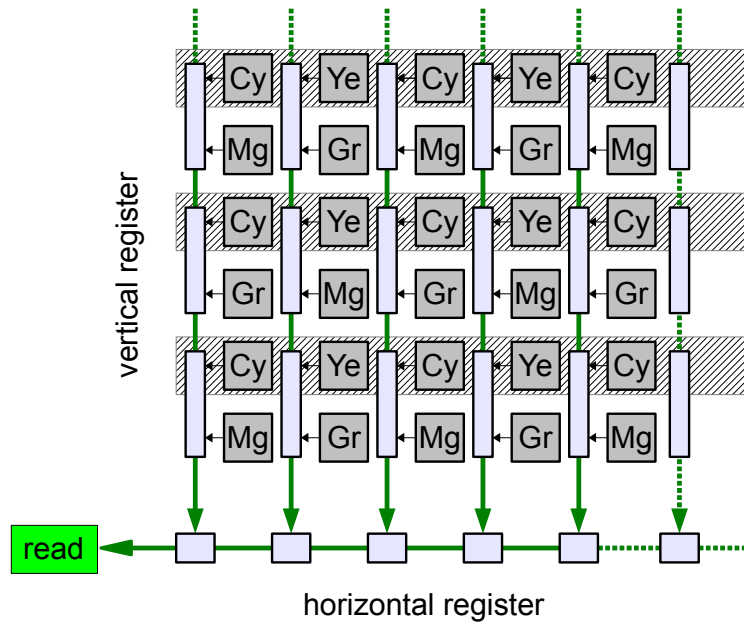 Cy Ye Cy Ye Cy
Mg Gr Mg Gr Mg
vertical register
Cy Ye Cy Ye Cy
Gr Mg Gr Mg Gr
Cy Ye Cy Ye Cy
Mg Gr Mg Gr Mg
read
horizontal register